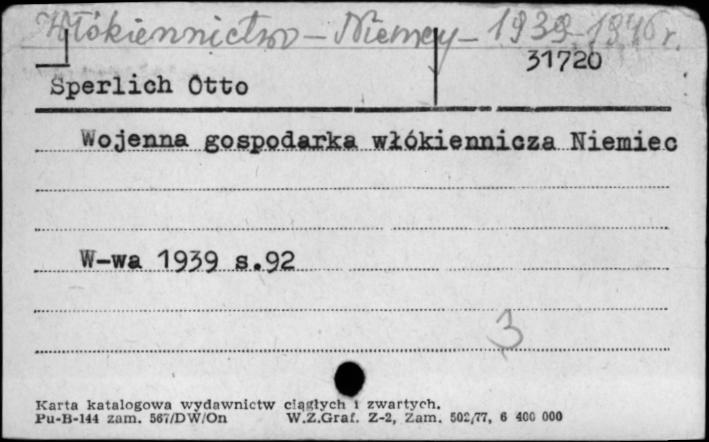 Włókiennictwo – Niemcy – 1939-1945 r.
31720
Sperlich Otto
Wojenna gospodarka włókiennicza Niemiec
W-wa 1939 s.92
3
Karta katalogowa wydawnictw ciągłych i zwartych.
Pu-B-144 zam. 567/DW/On W.Z.Graf. Z-2, Zam. 502/77, 6 400 000